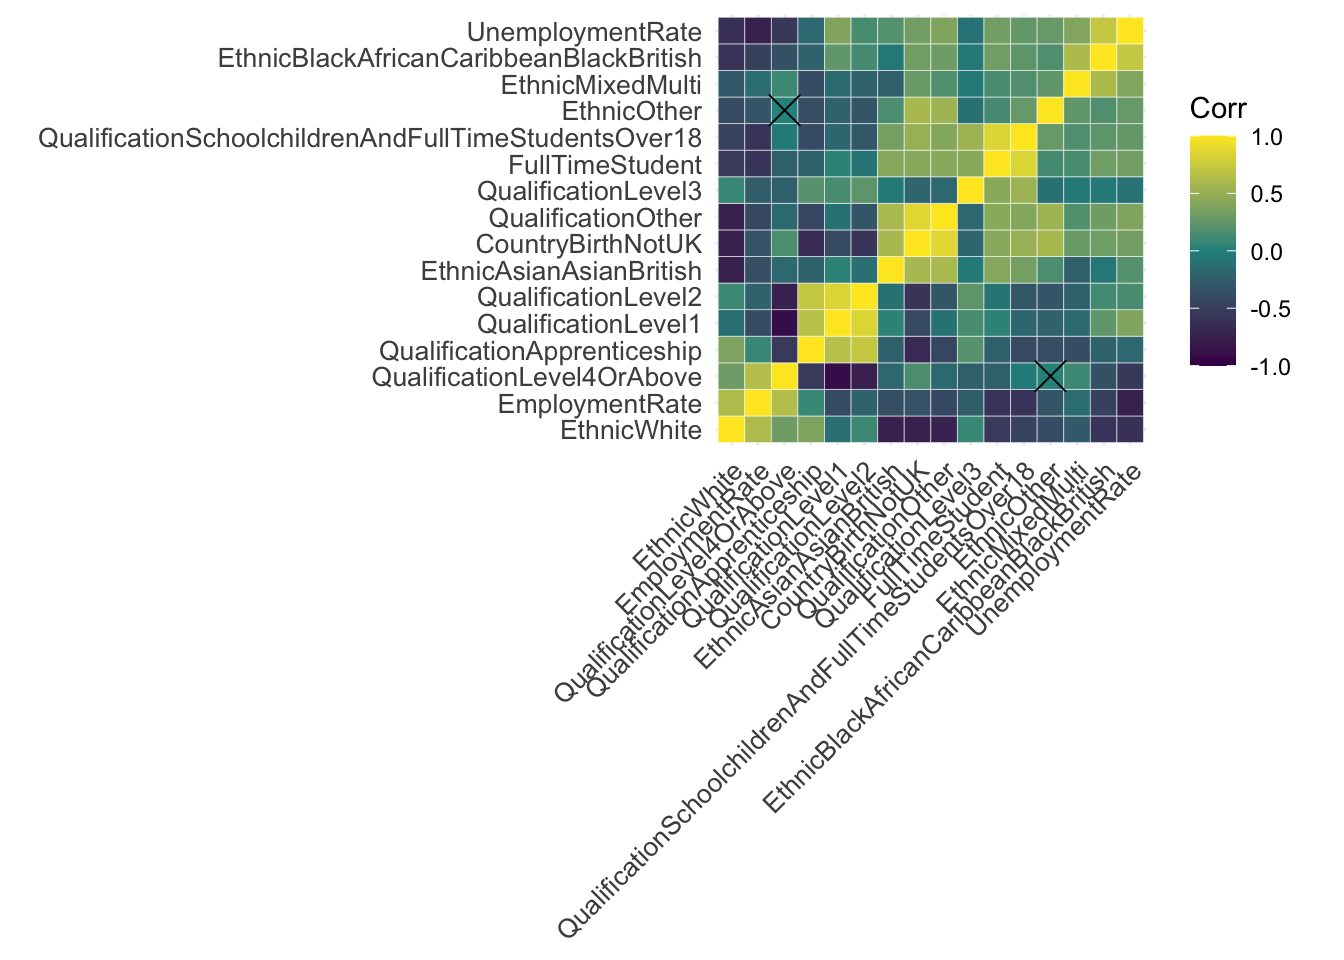 UnemploymentRate
EthnicBlackAfricanCaribbeanBlackBritish
EthnicMixedMulti
EthnicOther
QualificationSchoolchildrenAndFullTimeStudentsOver18
FullTimeStudent
QualificationLevel3
QualificationOther
CountryBirthNotUK
EthnicAsianAsianBritish
QualificationLevel2
QualificationLevel1
QualificationApprenticeship
QualificationLevel4OrAbove
EmploymentRate
EthnicWhite
Corr
1.0
0.5
0.0
-0.5
-1.0
EthnicWhite
EmploymentRate
QualificationLevel4OrAbove
QualificationApprenticeship
QualificationLevel1
QualificationLevel2
EthnicAsianAsianBritish
CountryBirthNotUK
QualificationOther
QualificationLevel3
FullTimeStudent
QualificationSchoolchildrenAndFullTimeStudentsOver18
EthnicOther
EthnicMixedMulti
EthnicBlackAfricanCaribbeanBlackBritish
UnemploymentRate